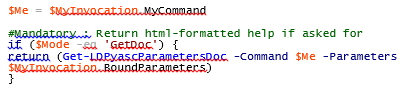 $Me = $MyInvocation.MyCommand
#Mandatory : Return html-formatted help if asked for
if ($Mode -eq 'GetDoc') {
return (Get-LDPyascParametersDoc -Command $Me -Parameters
$MyInvocation.BoundParameters)
}